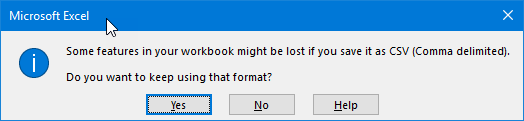 Microsoft Excel
Some features in your workbook might be lost if you save it as CSV (Comma delimited).
Do you want to keep using that format?
Yes No Help